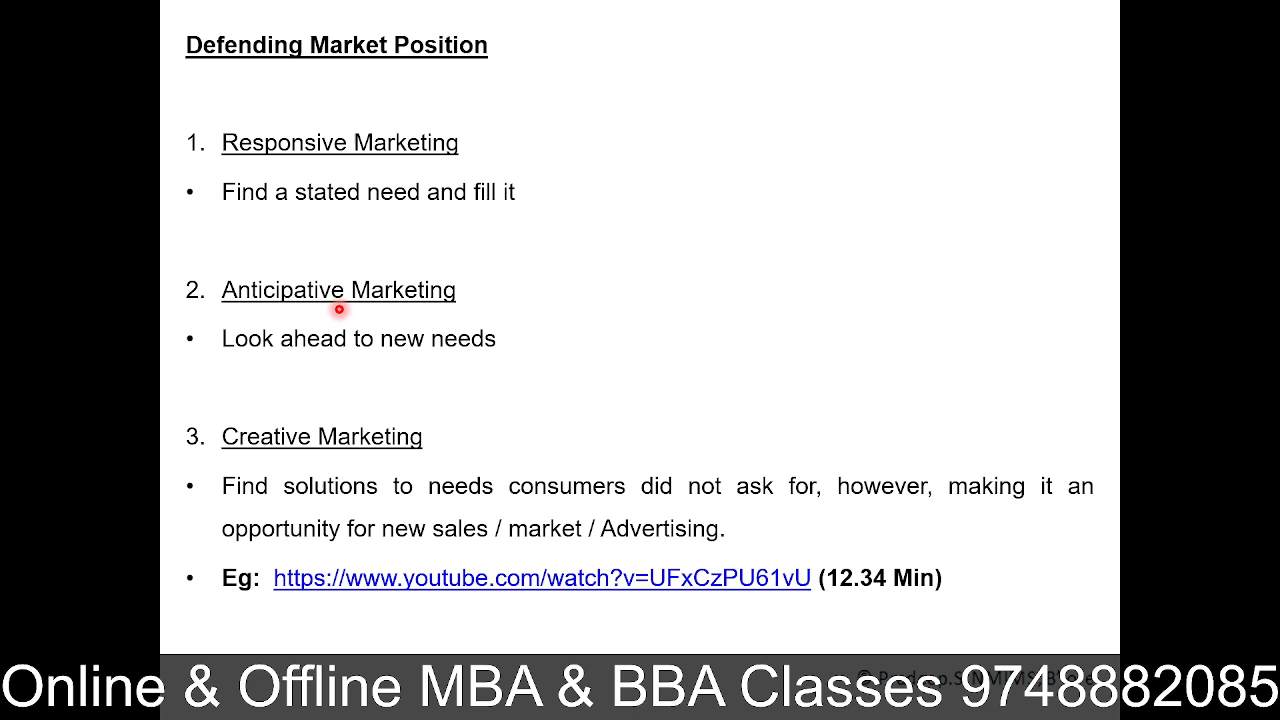 Defending Market Position
1. Responsive Marketing
• Find a stated need and fill it
2. Anticipative Marketing
• Look ahead to new needs
3. Creative Marketing
• Find solutions to needs consumers did not ask for, however, making it an
opportunity for new sales / market / Advertising.
• Eg: https://www.youtube.com/watch?v=UFxCzPU61vU (12.34 Min)
Online & Offline MBA & BBA Classes 9748882085